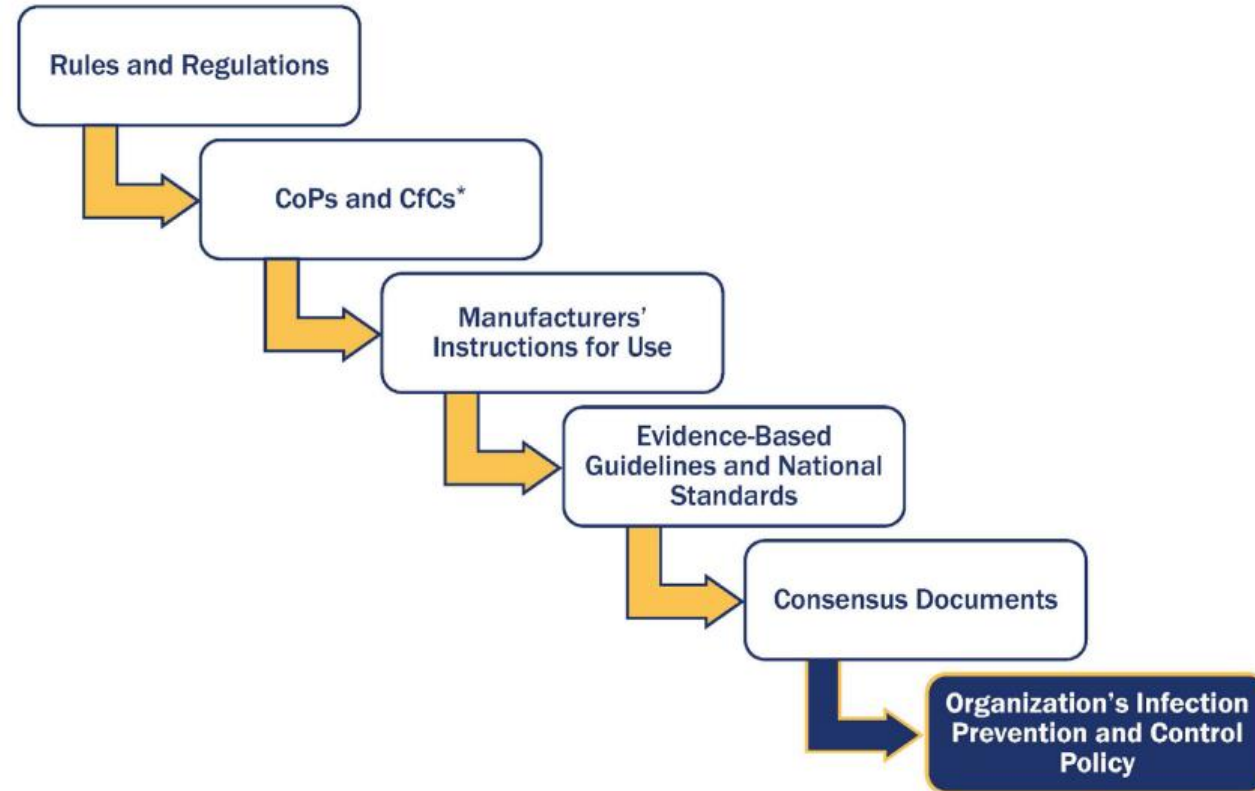 Rules and Regulations
CoPs and CfCs*
Manufacturers’
Instructions for Use
Evidence-Based
Guidelines and National
Standards
Consensus Documents
Organization’s Infection
Prevention and Control
Policy